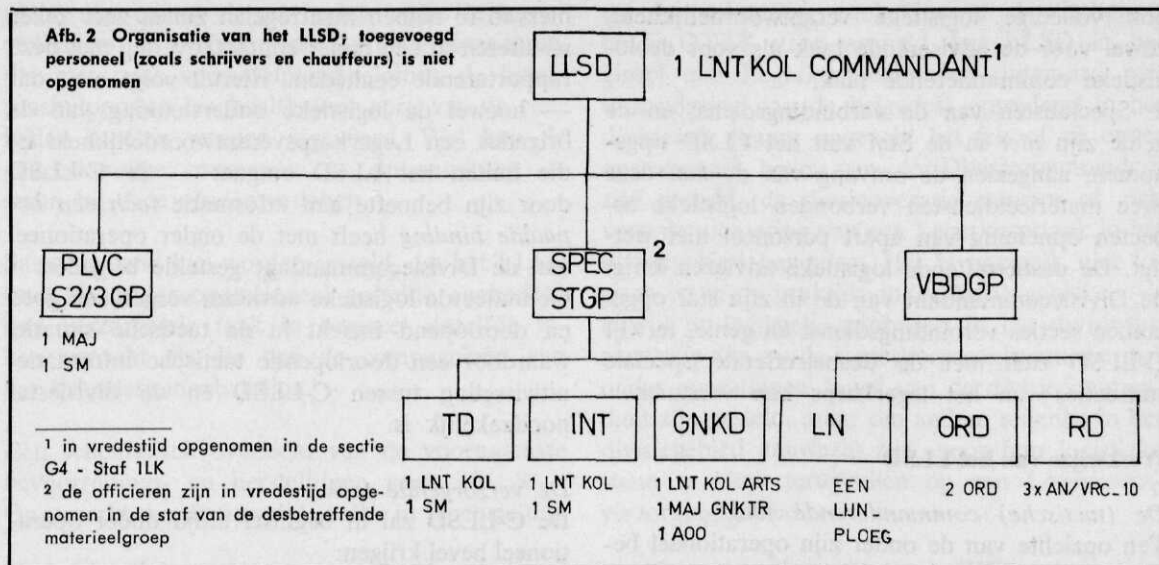 Afb. 2 Organisatie van het LLSD; toegevoegd
personeel (zoals schrijvers en chauffeurs) is niet
opgenomen
LLSD
1 LNT KOL COMMANDANT¹
PLVC
S2/3GP
1 MAJ
1 SM
SPEC²
STGP
VBDGP
TD
1 LNT KOL
1 SM
INT
1 LNT KOL
1 SM
GNKD
1 LNT KOL ARTS
1 MAJ GNKTR
1 AOO
LN
EEN
LIJN-
PLOEG
ORD
2 ORD
RD
3x AN/VRC-10
¹ in vredestijd opgenomen in de sectie
G4 - Staf 1LK
² de officieren zijn in vredestijd opge-
nomen in de staf van de desbetreffende
materieelgroep